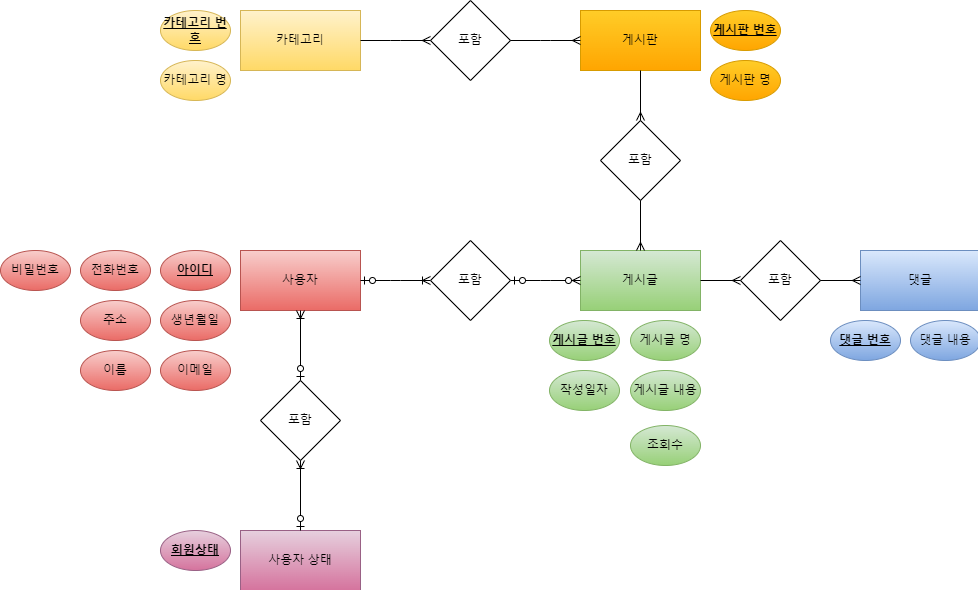 카테고리 번
호
카테고리
포함
게시판
게시판 번호
카테고리 명
게시판 명
포함
비밀번호
전화번호
아이디
사용자
포함
게시글
포함
댓글
주소
생년월일
게시글 번호
게시글 명
댓글 번호
댓글 내용
이름
이메일
작성일자
게시글 내용
포함
조회수
회원상태
사용자 상태